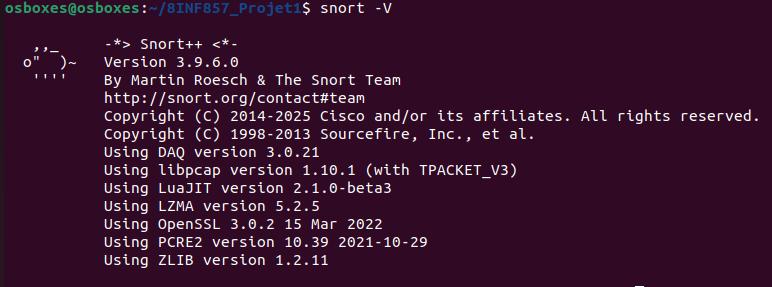 osboxes@osboxes:~/8INF857_Projet1$ snort -V

   ,,_     -*> Snort++ <*-
  o"  )~   Version 3.9.6.0
   ''''    By Martin Roesch & The Snort Team
           http://snort.org/contact#team
           Copyright (C) 2014-2025 Cisco and/or its affiliates. All rights reserved.
           Copyright (C) 1998-2013 Sourcefire, Inc., et al.
           Using DAQ version 3.0.21
           Using libpcap version 1.10.1 (with TPACKET_V3)
           Using LuaJIT version 2.1.0-beta3
           Using LZMA version 5.2.5
           Using OpenSSL 3.0.2 15 Mar 2022
           Using PCRE2 version 10.39 2021-10-29
           Using ZLIB version 1.2.11